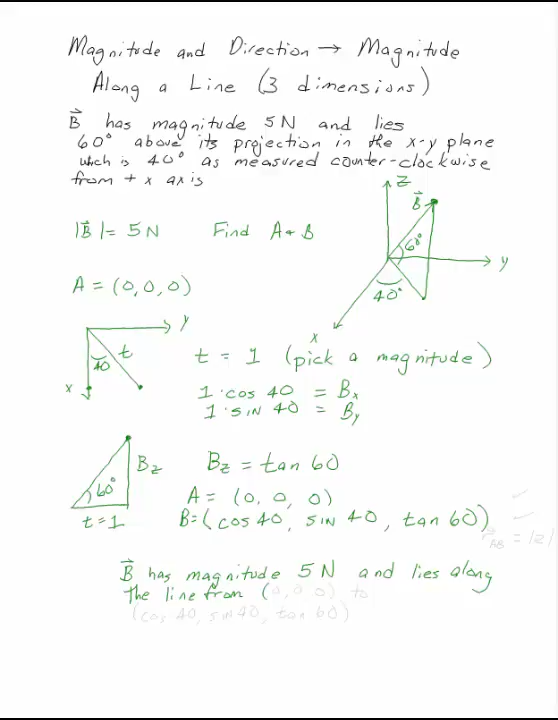 Magnitude and Direction → Magnitude
Along a Line (3 dimensions)
B⃗ has magnitude 5N and lies
60° above its projection in the x-y plane
which is 40° as measured counter-clockwise
from + x axis
z
B⃗
60°
y
40°
x
|B⃗| = 5N Find A + B
A = (0,0,0)
y
t
40
x
t = 1 (pick a magnitude)
1·cos 40 = Bx
1·sin 40 = By
Bz
60°
t=1
Bz = tan 60
A = (0, 0, 0)
B=(cos 40, sin 40, tan 60)
AB = |2|
B⃗ has magnitude 5N and lies along
the line from (0,0,0) to
(cos 40, sin 40, tan 60)